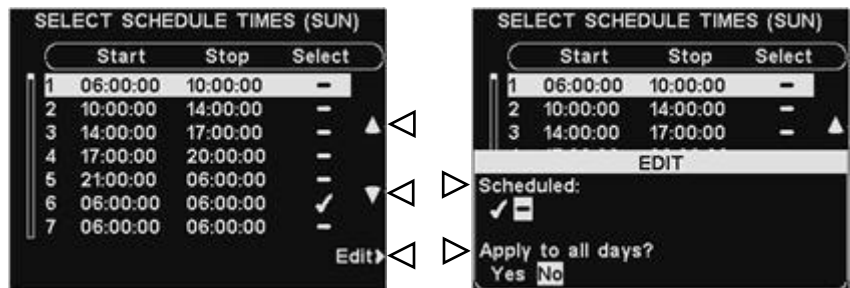 SELECT SCHEDULE TIMES (SUN)
Start Stop Select
1 06:00:00 10:00:00 –
2 10:00:00 14:00:00 –
3 14:00:00 17:00:00 –
4 17:00:00 20:00:00 –
5 21:00:00 06:00:00 –
6 06:00:00 06:00:00 ✓
7 06:00:00 06:00:00 –
Edit
SELECT SCHEDULE TIMES (SUN)
Start Stop Select
1 06:00:00 10:00:00 –
2 10:00:00 14:00:00 –
3 14:00:00 17:00:00 –
EDIT
Scheduled:
✓ –
Apply to all days?
Yes No